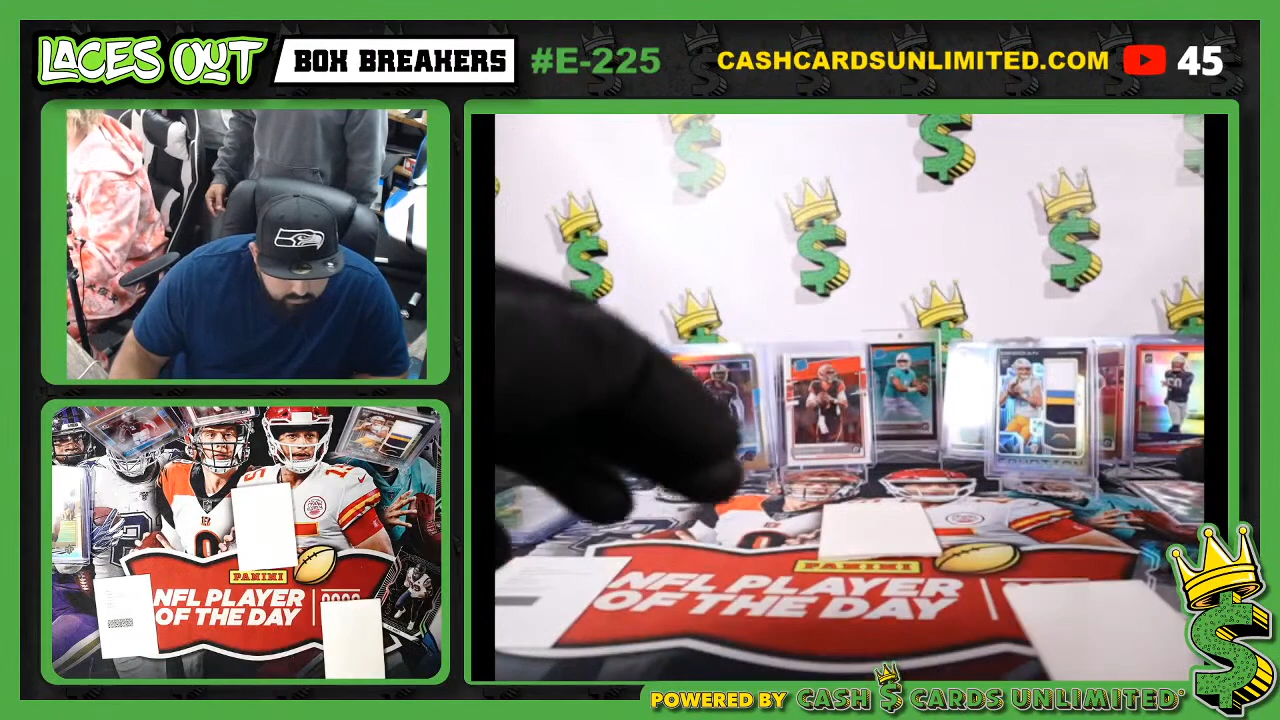 LACES OUT
BOX BREAKERS
#E-225
CASHCARDSUNLIMITED.COM
45
PANINI
NFL PLAYER
OF THE DAY
PANINI
NFL PLAYER
OF THE DAY
POWERED BY CASH CARDS UNLIMITED